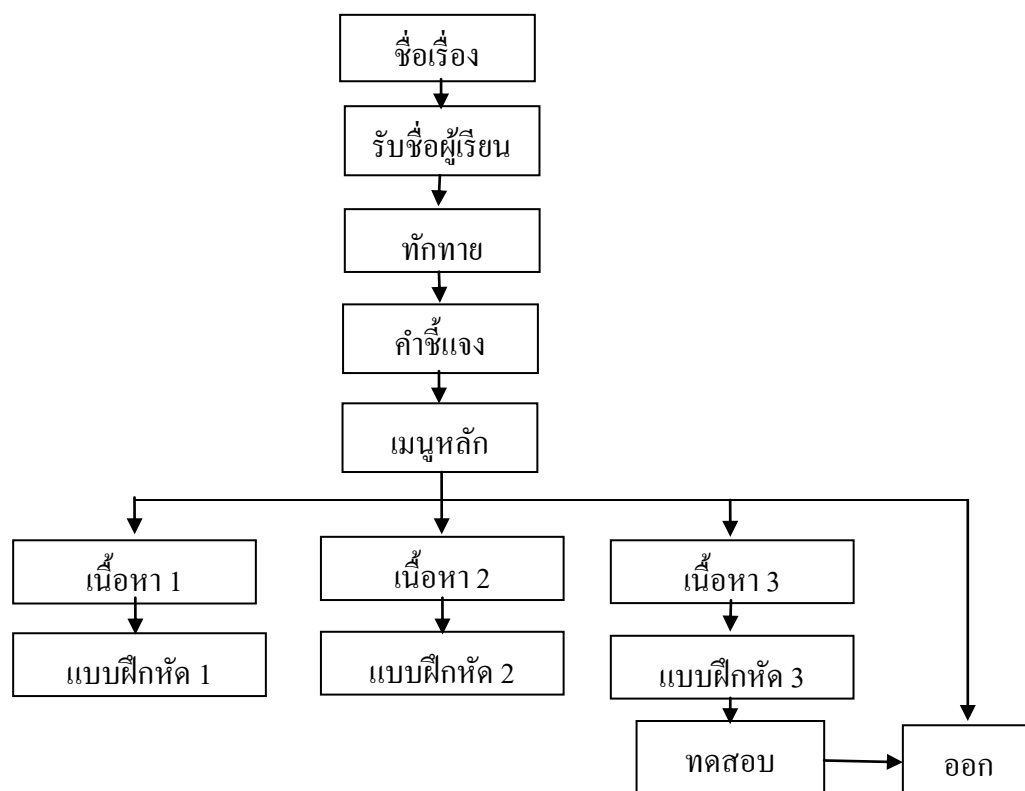 ชื่อเรื่อง
รับชื่อผู้เรียน
ทักทาย
คำชี้แจง
เมนูหลัก
เนื้อหา 1
เนื้อหา 2
เนื้อหา 3
แบบฝึกหัด 1
แบบฝึกหัด 2
แบบฝึกหัด 3
ทดสอบ
ออก